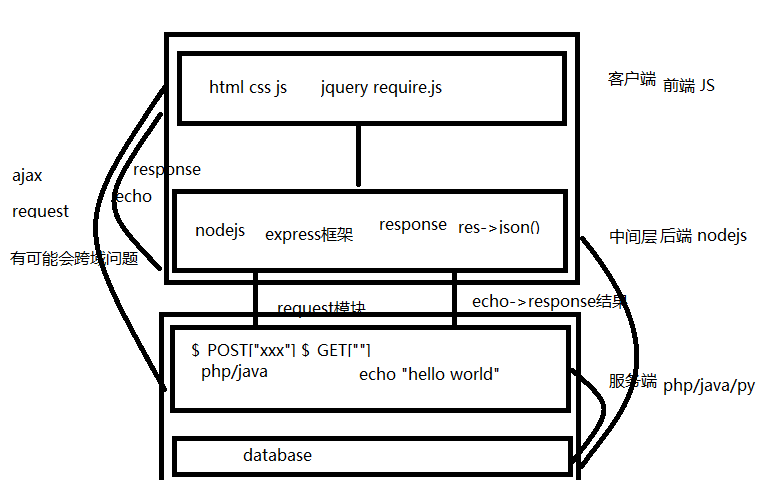 客户端 前端 JS
html css js jquery require.js
ajax
response
echo
request
nodejs express框架 response res->json()
中间层后端 nodejs
有可能会跨域问题
request模块
echo->response结果
$_POST["xxx"] $_GET[""]
php/java
echo "hello world"
服务端 php/java/py
database